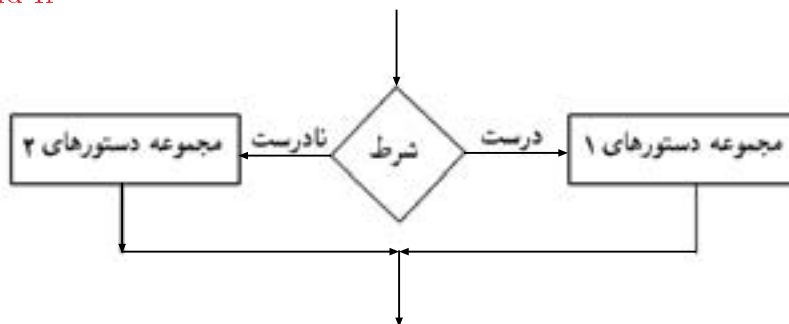 شرط
درست
مجموعه دستورهای ۱
نادرست
مجموعه دستورهای ۲